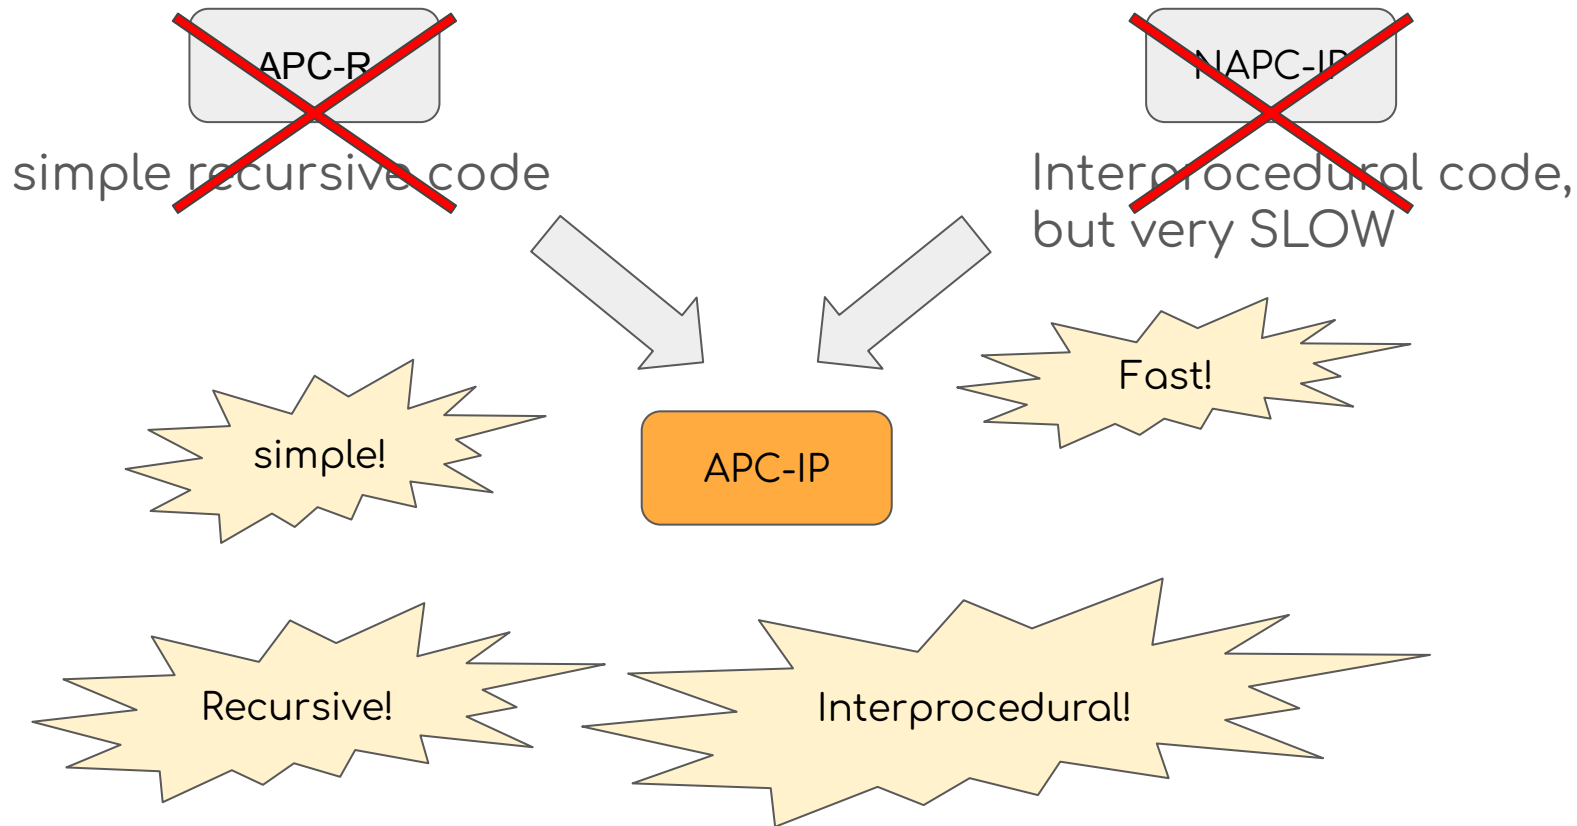 APC-R
NAPC-IP
simple recursive code
Interprocedural code,
but very SLOW
Fast!
simple!
APC-IP
Recursive!
Interprocedural!